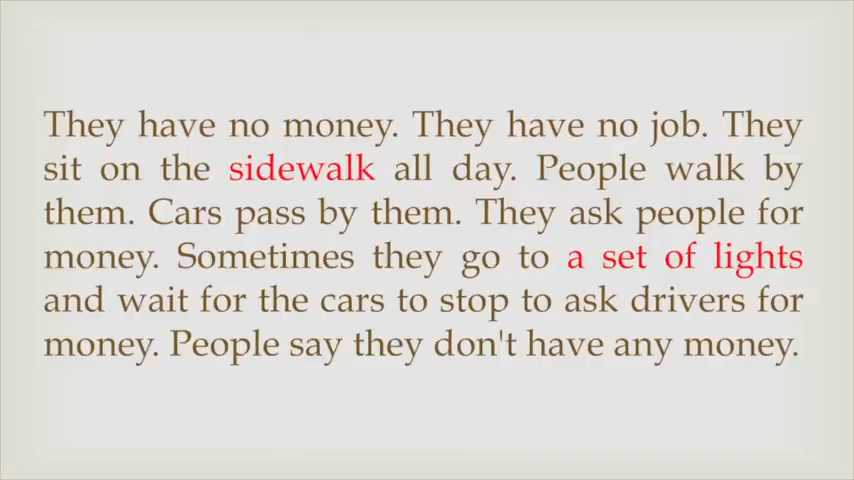 They have no money. They have no job. They
sit on the sidewalk all day. People walk by
them. Cars pass by them. They ask people for
money. Sometimes they go to a set of lights
and wait for the cars to stop to ask drivers for
money. People say they don't have any money.